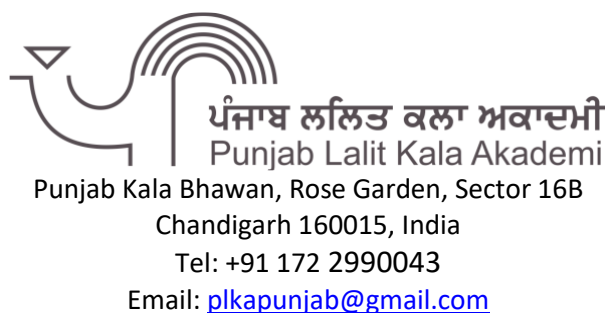 ਪੰਜਾਬ ਲਲਿਤ ਕਲਾ ਅਕਾਦਮੀ
Punjab Lalit Kala Akademi
Punjab Kala Bhawan, Rose Garden, Sector 16B
Chandigarh 160015, India
Tel: +91 172 2990043
Email: plkapunjab@gmail.com